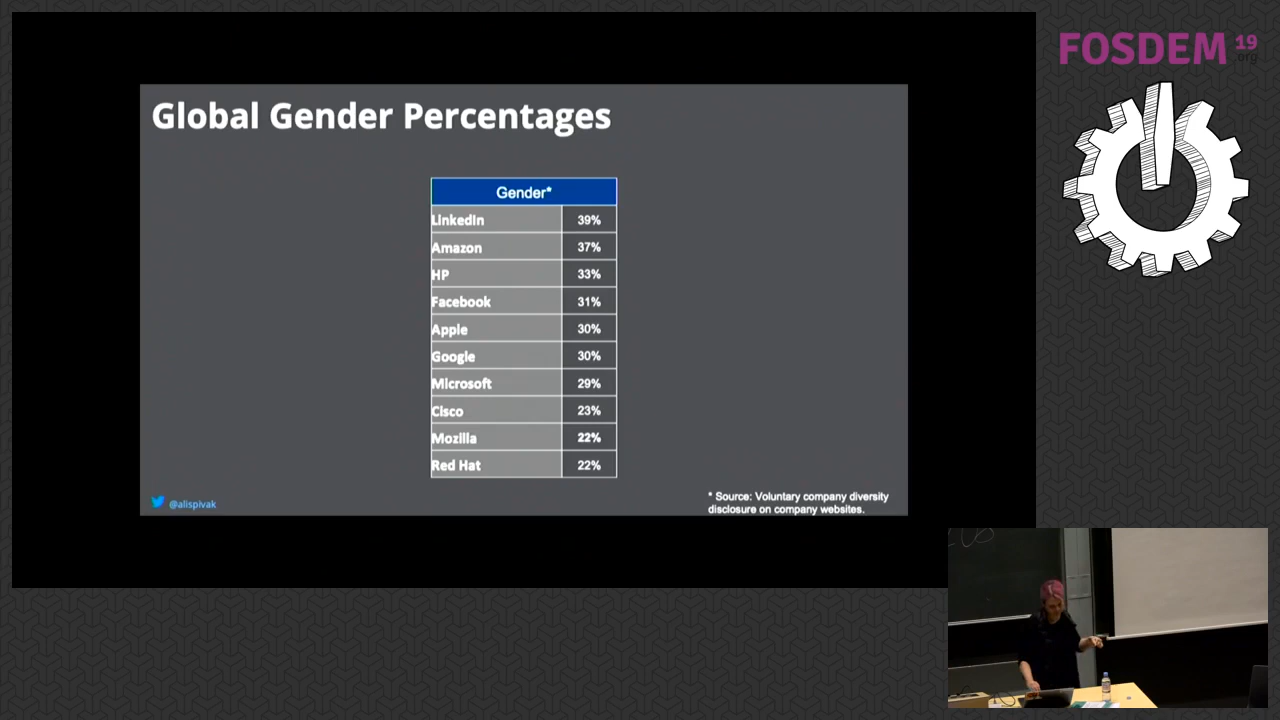 FOSDEM 19
.org
Global Gender Percentages
Gender*
LinkedIn 39%
Amazon 37%
HP 33%
Facebook 31%
Apple 30%
Google 30%
Microsoft 29%
Cisco 23%
Mozilla 22%
Red Hat 22%
@alispivak
* Source: Voluntary company diversity
disclosure on company websites.